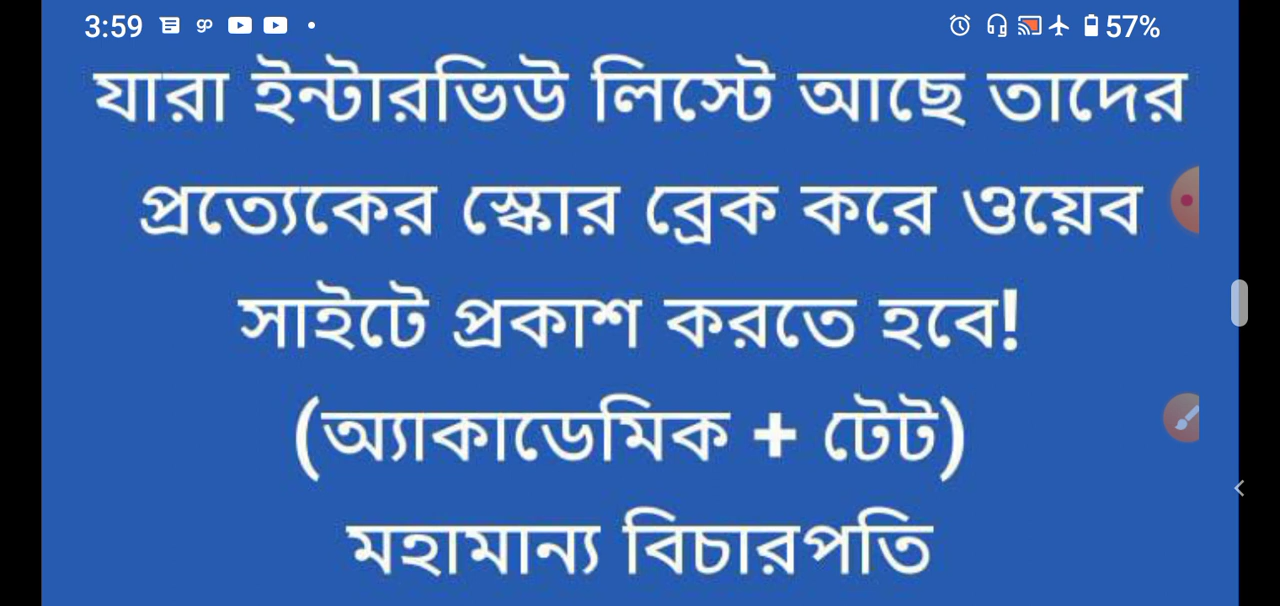 3:59 57%
যারা ইন্টারভিউ লিস্টে আছে তাদের
প্রত্যেকের স্কোর ব্রেক করে ওয়েব
সাইটে প্রকাশ করতে হবে!
(অ্যাকাডেমিক + টেট)
মহামান্য বিচারপতি